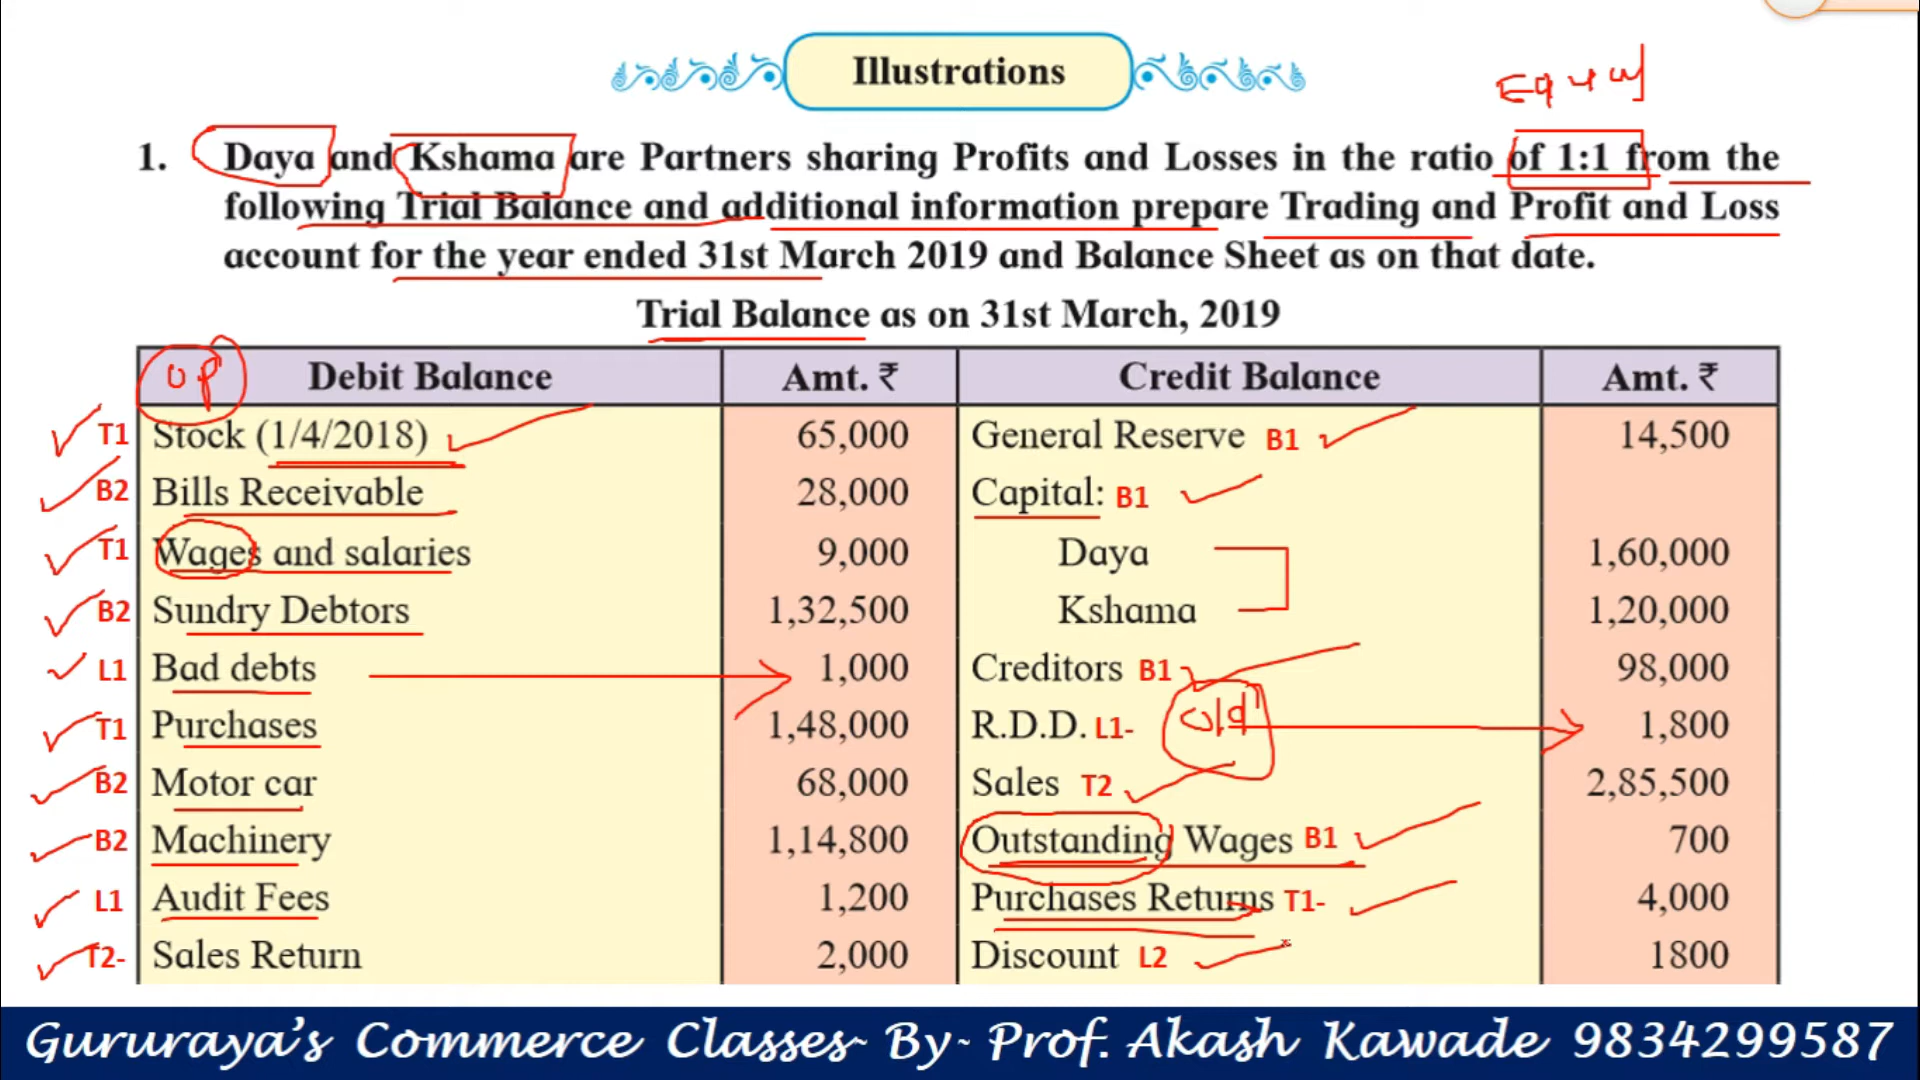 Illustrations
Equal
1. Daya and Kshama are Partners sharing Profits and Losses in the ratio of 1:1 from the
following Trial Balance and additional information prepare Trading and Profit and Loss
account for the year ended 31st March 2019 and Balance Sheet as on that date.
Trial Balance as on 31st March, 2019
OP Debit Balance Amt. ₹ Credit Balance Amt. ₹
T1 Stock (1/4/2018) 65,000 General Reserve B1 14,500
B2 Bills Receivable 28,000 Capital: B1
T1 Wages and salaries 9,000 Daya 1,60,000
B2 Sundry Debtors 1,32,500 Kshama 1,20,000
L1 Bad debts 1,000 Creditors B1 98,000
T1 Purchases 1,48,000 R.D.D. L1- old 1,800
B2 Motor car 68,000 Sales T2 2,85,500
B2 Machinery 1,14,800 Outstanding Wages B1 700
L1 Audit Fees 1,200 Purchases Returns T1- 4,000
T2- Sales Return 2,000 Discount L2 1800
Gururaya's Commerce Classes- By- Prof. Akash Kawade 9834299587